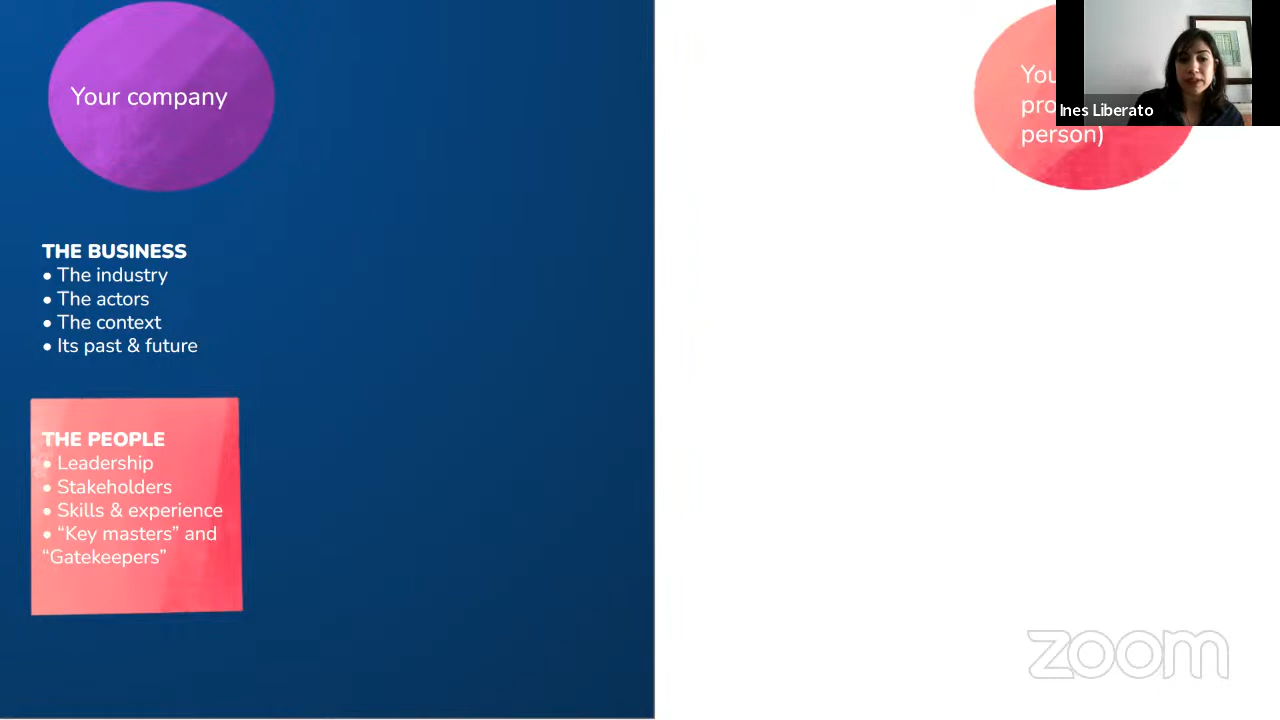 Your company
THE BUSINESS
• The industry
• The actors
• The context
• Its past & future
THE PEOPLE
• Leadership
• Stakeholders
• Skills & experience
• “Key masters” and
“Gatekeepers”
person)
Ines Liberato
zoom